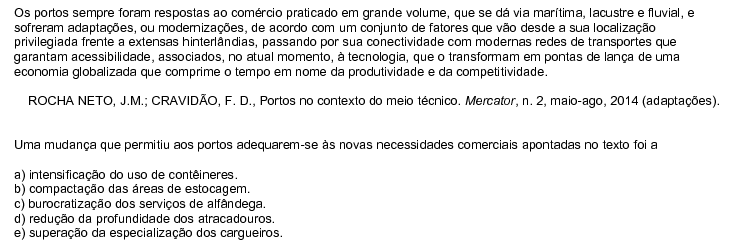 Os portos sempre foram respostas ao comércio praticado em grande volume, que se dá via marítima, lacustre e fluvial, e
sofreram adaptações, ou modernizações, de acordo com um conjunto de fatores que vão desde a sua localização
privilegiada frente a extensas hinterlândias, passando por sua conectividade com modernas redes de transportes que
garantam acessibilidade, associados, no atual momento, à tecnologia, que o transformam em pontas de lança de uma
economia globalizada que comprime o tempo em nome da produtividade e da competitividade.
ROCHA NETO, J.M.; CRAVIDÃO, F. D., Portos no contexto do meio técnico. Mercator, n. 2, maio-ago, 2014 (adaptações).
Uma mudança que permitiu aos portos adequarem-se às novas necessidades comerciais apontadas no texto foi a
a) intensificação do uso de contêineres.
b) compactação das áreas de estocagem.
c) burocratização dos serviços de alfândega.
d) redução da profundidade dos atracadouros.
e) superação da especialização dos cargueiros.